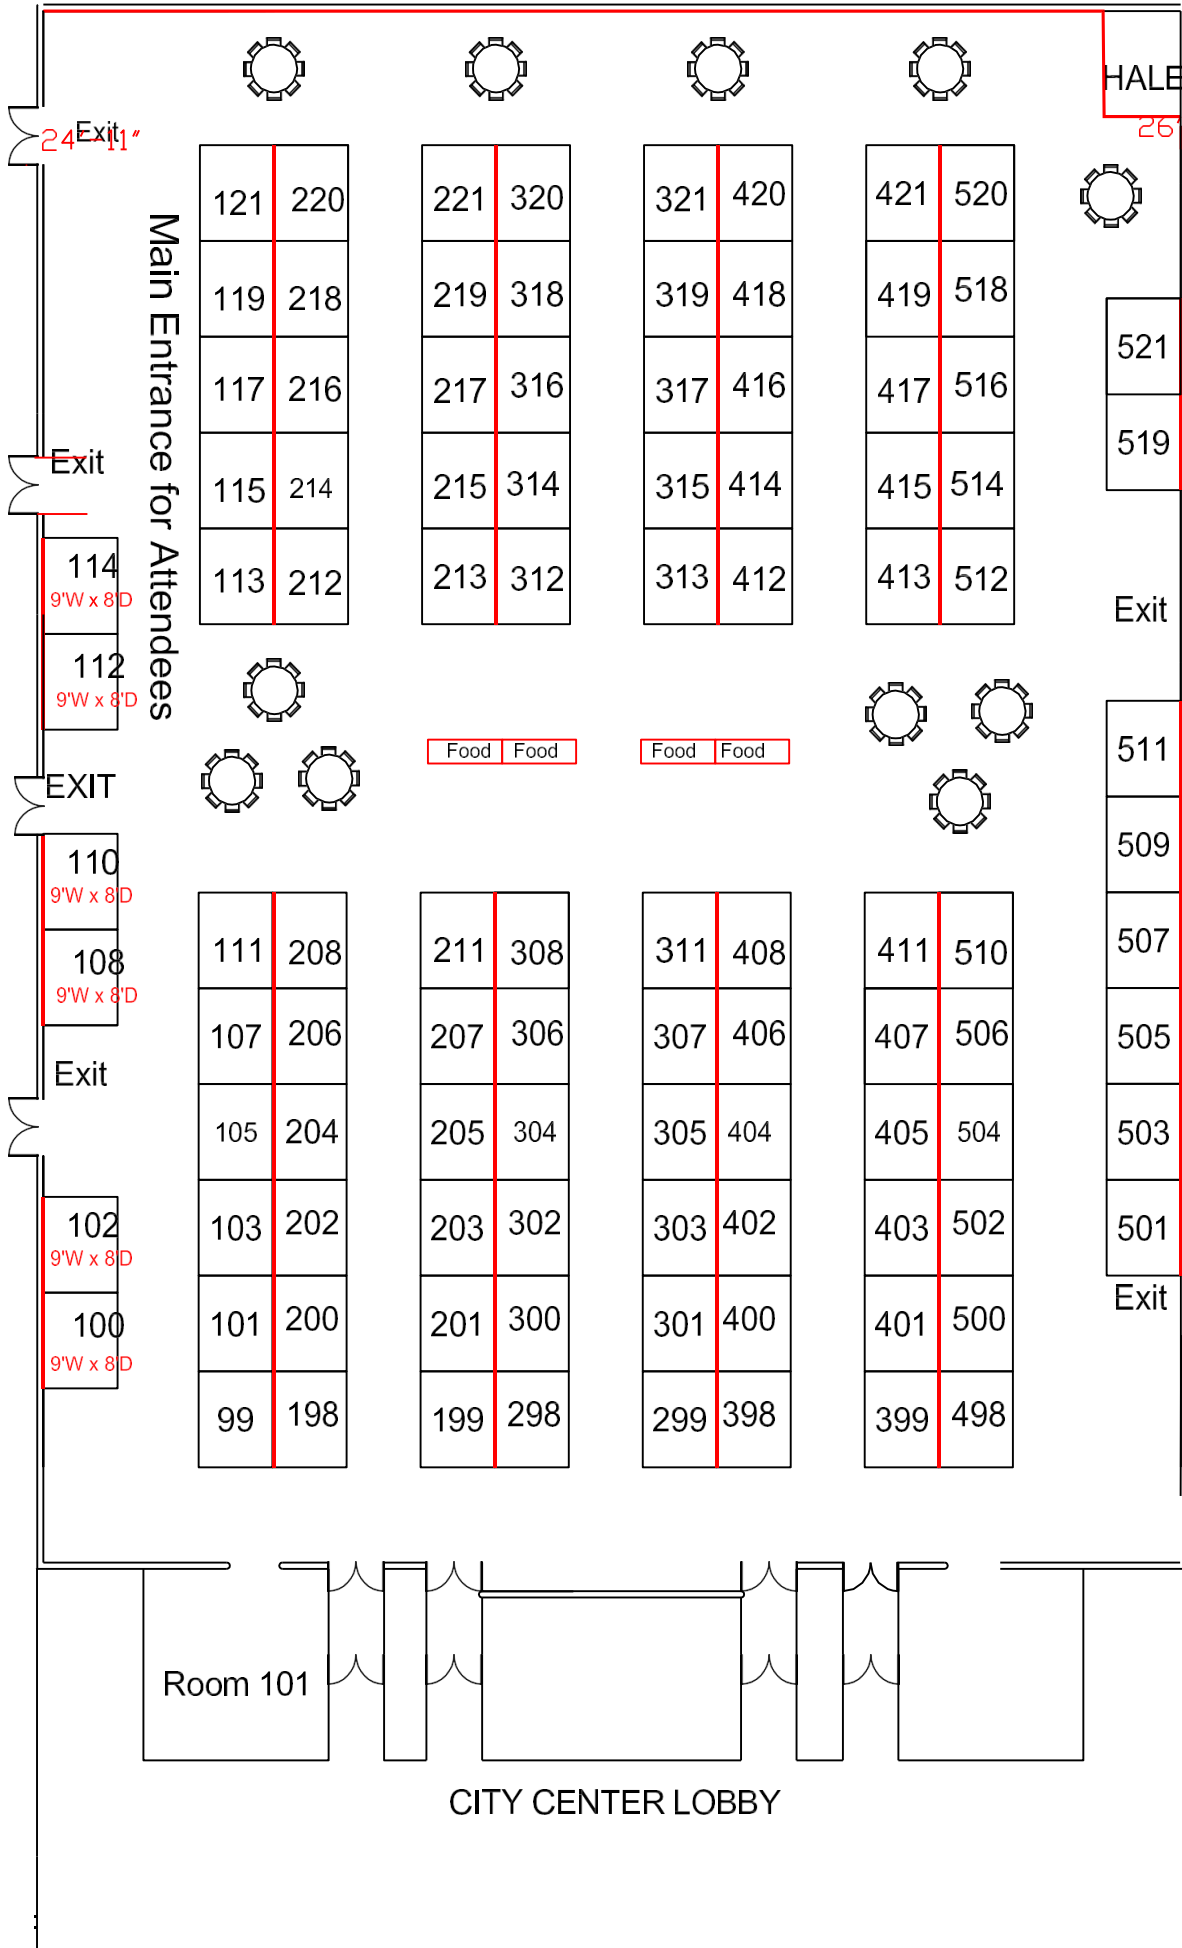 HALE
Exit
24'-11"
26'
121 220 221 320 321 420 421 520
119 218 219 318 319 418 419 518
521
117 216 217 316 317 416 417 516
519
Exit
115 214 215 314 315 414 415 514
113 212 213 312 313 412 413 512
Main Entrance for Attendees
114
9'W x 8'D
Exit
112
9'W x 8'D
Food Food Food Food
511
EXIT
509
110
9'W x 8'D
111 208 211 308 311 408 411 510
507
108
9'W x 8'D
107 206 207 306 307 406 407 506
505
Exit
105 204 205 304 305 404 405 504
503
103 202 203 302 303 402 403 502
501
102
9'W x 8'D
Exit
101 200 201 300 301 400 401 500
100
9'W x 8'D
99 198 199 298 299 398 399 498
Room 101
CITY CENTER LOBBY